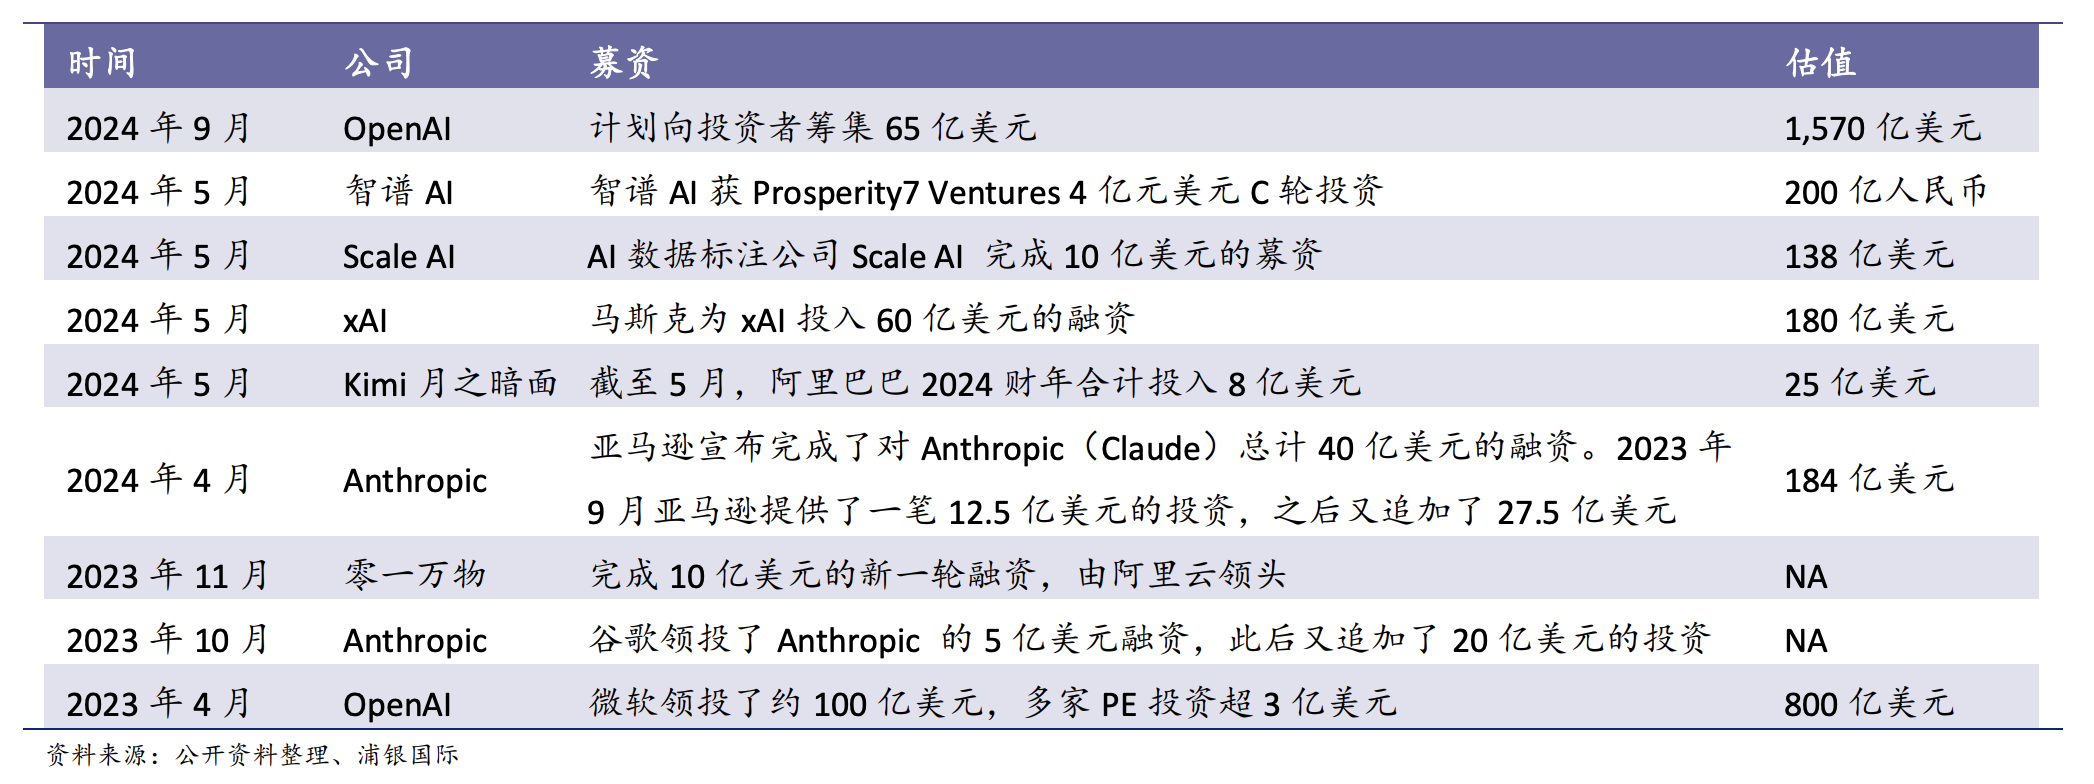 时间 公司 募资 估值
2024 年 9 月 OpenAI 计划向投资者筹集 65 亿美元 1,570 亿美元
2024 年 5 月 智谱 AI 智谱 AI 获 Prosperity7 Ventures 4 亿元美元 C 轮投资 200 亿人民币
2024 年 5 月 Scale AI AI 数据标注公司 Scale AI 完成 10 亿美元的募资 138 亿美元
2024 年 5 月 xAI 马斯克为 xAI 投入 60 亿美元的融资 180 亿美元
2024 年 5 月 Kimi 月之暗面 截至 5 月，阿里巴巴 2024 财年合计投入 8 亿美元 25 亿美元
2024 年 4 月 Anthropic 亚马逊宣布完成了对 Anthropic（Claude）总计 40 亿美元的融资。2023 年
9 月亚马逊提供了一笔 12.5 亿美元的投资，之后又追加了 27.5 亿美元 184 亿美元
2023 年 11 月 零一万物 完成 10 亿美元的新一轮融资，由阿里云领头 NA
2023 年 10 月 Anthropic 谷歌领投了 Anthropic 的 5 亿美元融资，此后又追加了 20 亿美元的投资 NA
2023 年 4 月 OpenAI 微软领投了约 100 亿美元，多家 PE 投资超 3 亿美元 800 亿美元
资料来源：公开资料整理、浦银国际